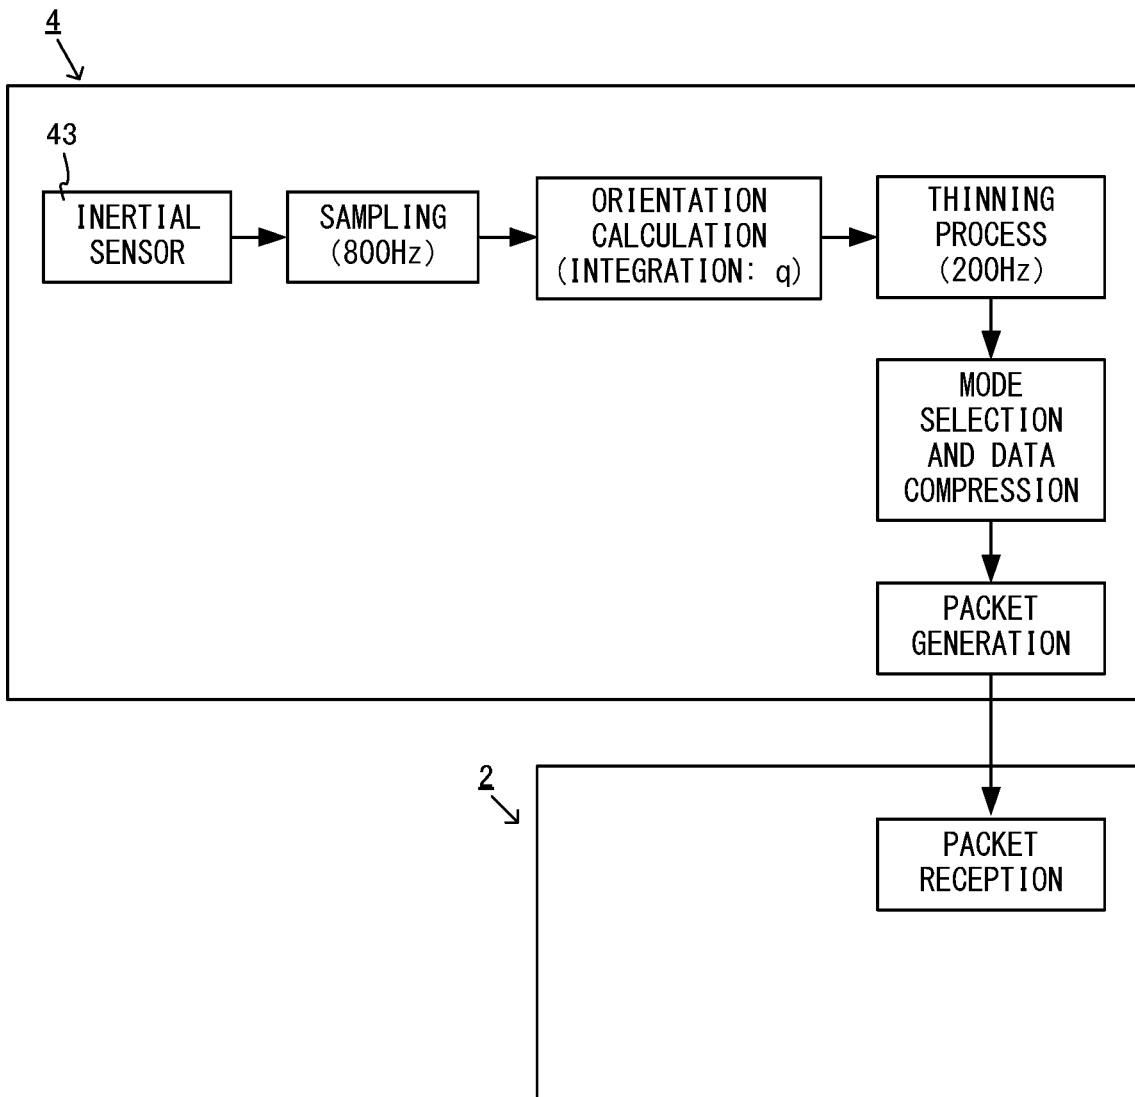 4
43
INERTIAL
SENSOR
SAMPLING
(800Hz)
ORIENTATION
CALCULATION
(INTEGRATION: q)
THINNING
PROCESS
(200Hz)
MODE
SELECTION
AND DATA
COMPRESSION
PACKET
GENERATION
2
PACKET
RECEPTION